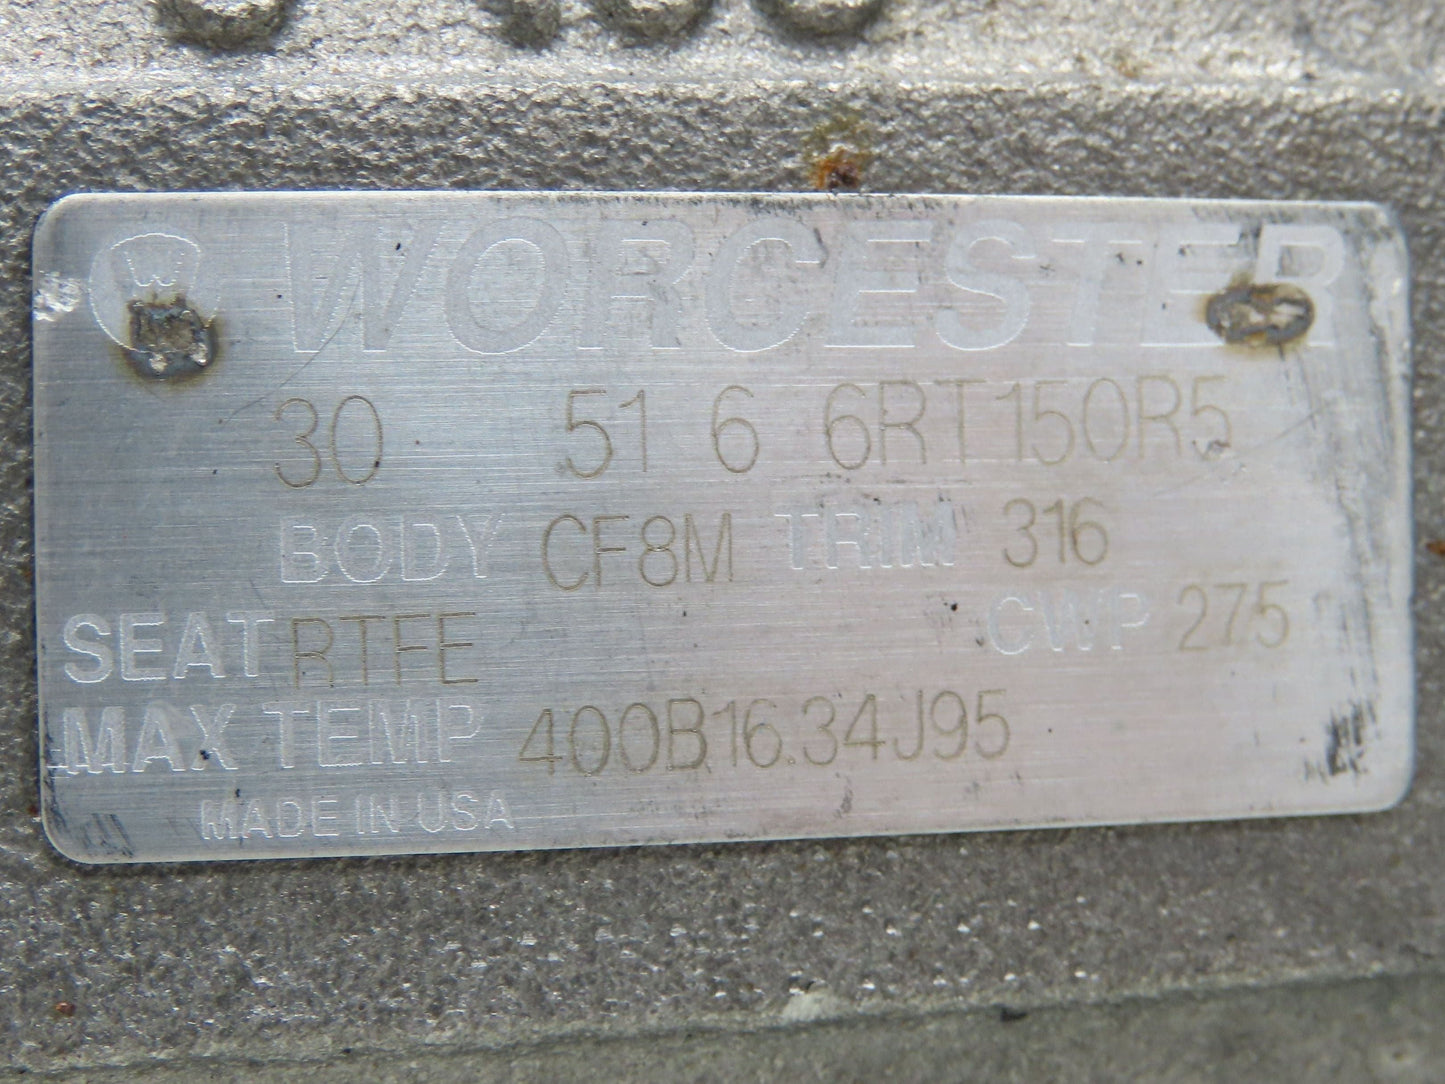 W WORCESTER
30 51 6 6RT150R5
BODY CF8M TRIM 316
SEAT RTFE CWP 275
MAX TEMP 400B16.34J95
MADE IN USA